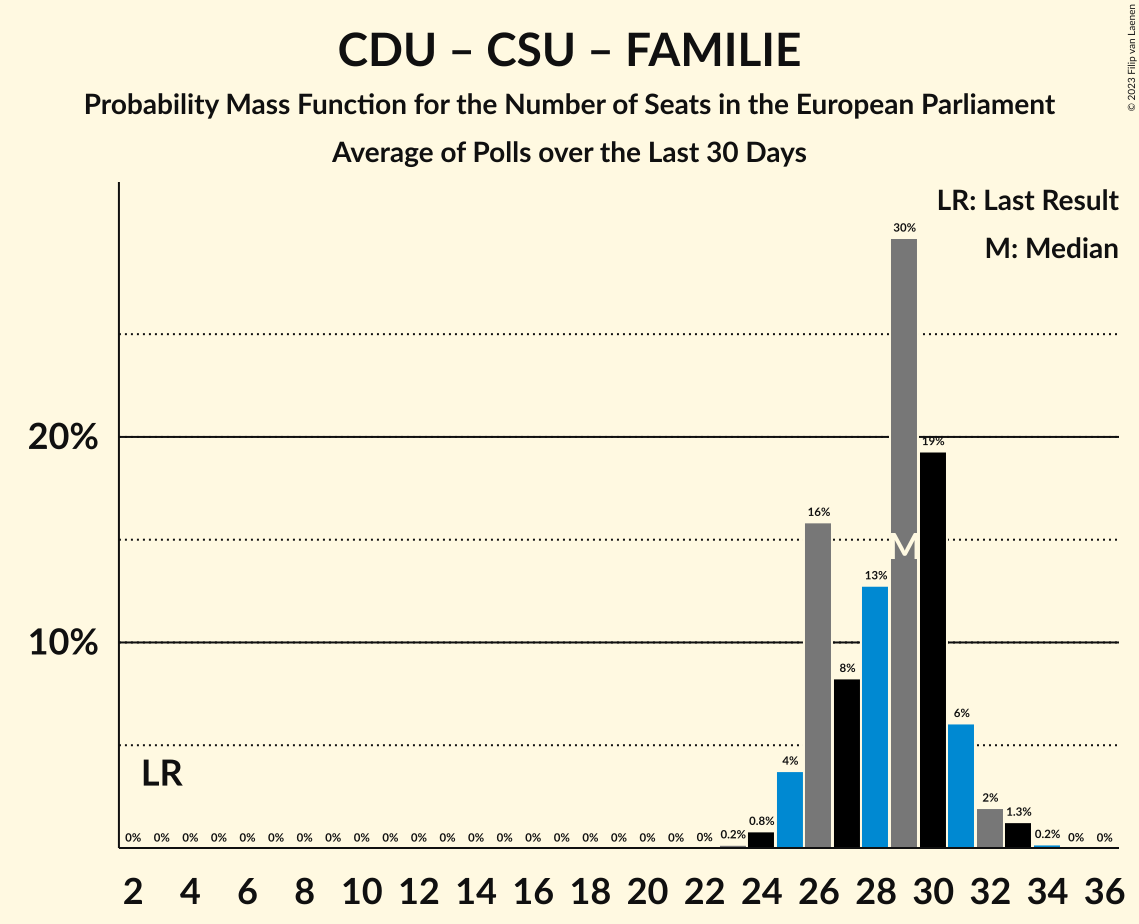 © 2023 Filip van Laenen
CDU – CSU – FAMILIE
Probability Mass Function for the Number of Seats in the European Parliament
Average of Polls over the Last 30 Days
LR: Last Result
M: Median
30%
20%
19%
16%
M
13%
10%
8%
6%
4%
LR
2%
1.3%
0.8%
0% 0% 0% 0% 0% 0% 0% 0% 0% 0% 0% 0% 0% 0% 0% 0% 0% 0% 0% 0% 0% 0.2% 0.2% 0% 0%
2 4 6 8 10 12 14 16 18 20 22 24 26 28 30 32 34 36